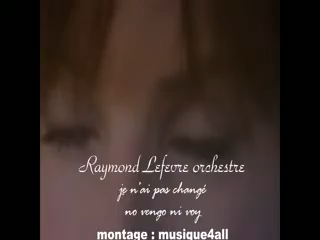 Raymond Lefevre orchestre
je n'ai pas changé
no vengo ni voy
montage : musique4all